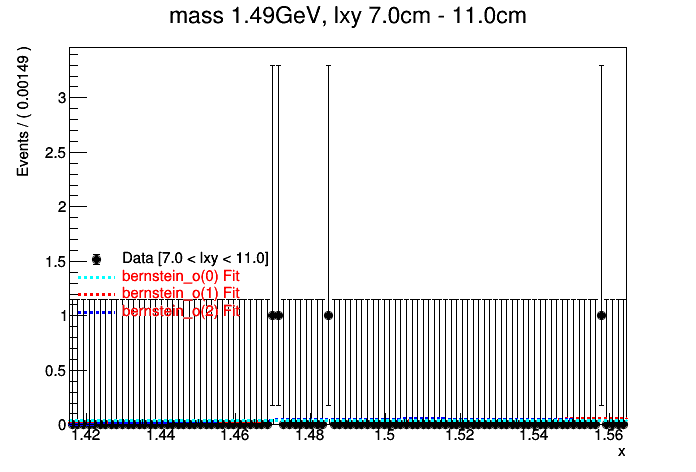 mass 1.49GeV, lxy 7.0cm - 11.0cm
Events / ( 0.00149 )
3
2.5
2
1.5
1
0.5
0
Data [7.0 < lxy < 11.0]
bernstein_o(0) Fit
bernstein_o(1) Fit
bernstein_o(2) Fit
1.42 1.44 1.46 1.48 1.5 1.52 1.54 1.56
x